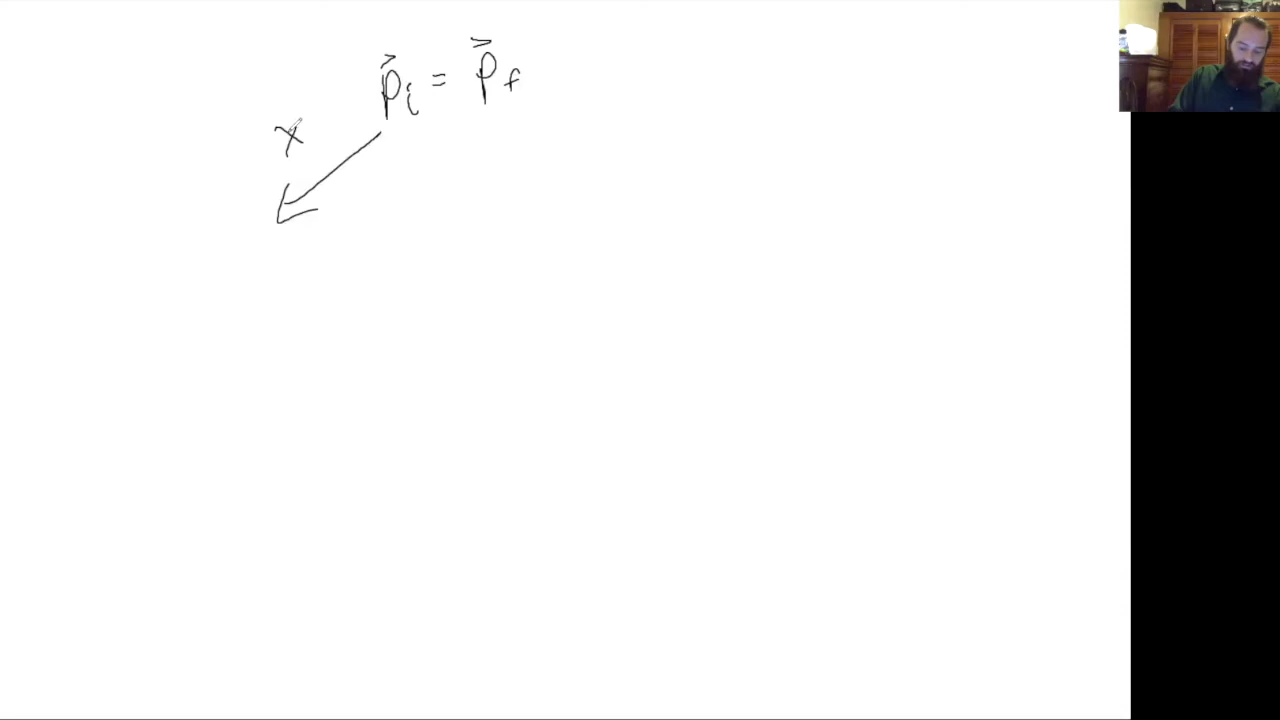 p⃗ᵢ = p⃗f
x